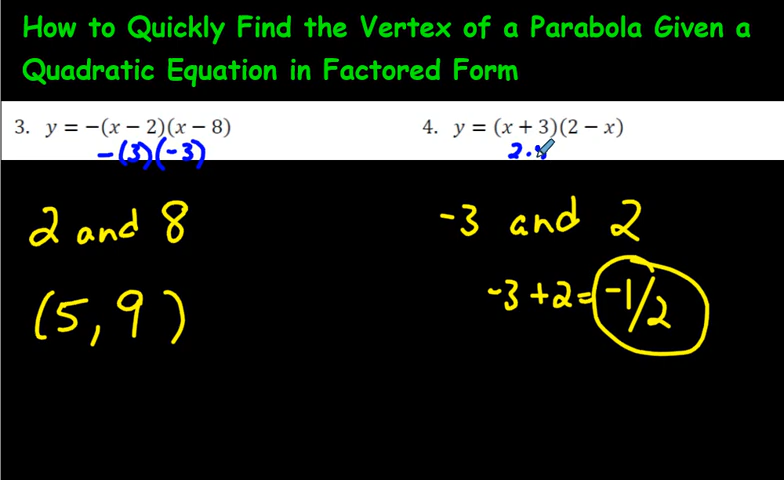 How to Quickly Find the Vertex of a Parabola Given a
Quadratic Equation in Factored Form
3. y = −(x − 2)(x − 8)
−(3)(−3)
2 and 8
(5, 9)
4. y = (x + 3)(2 − x)
2.
-3 and 2
-3 + 2 = -1/2